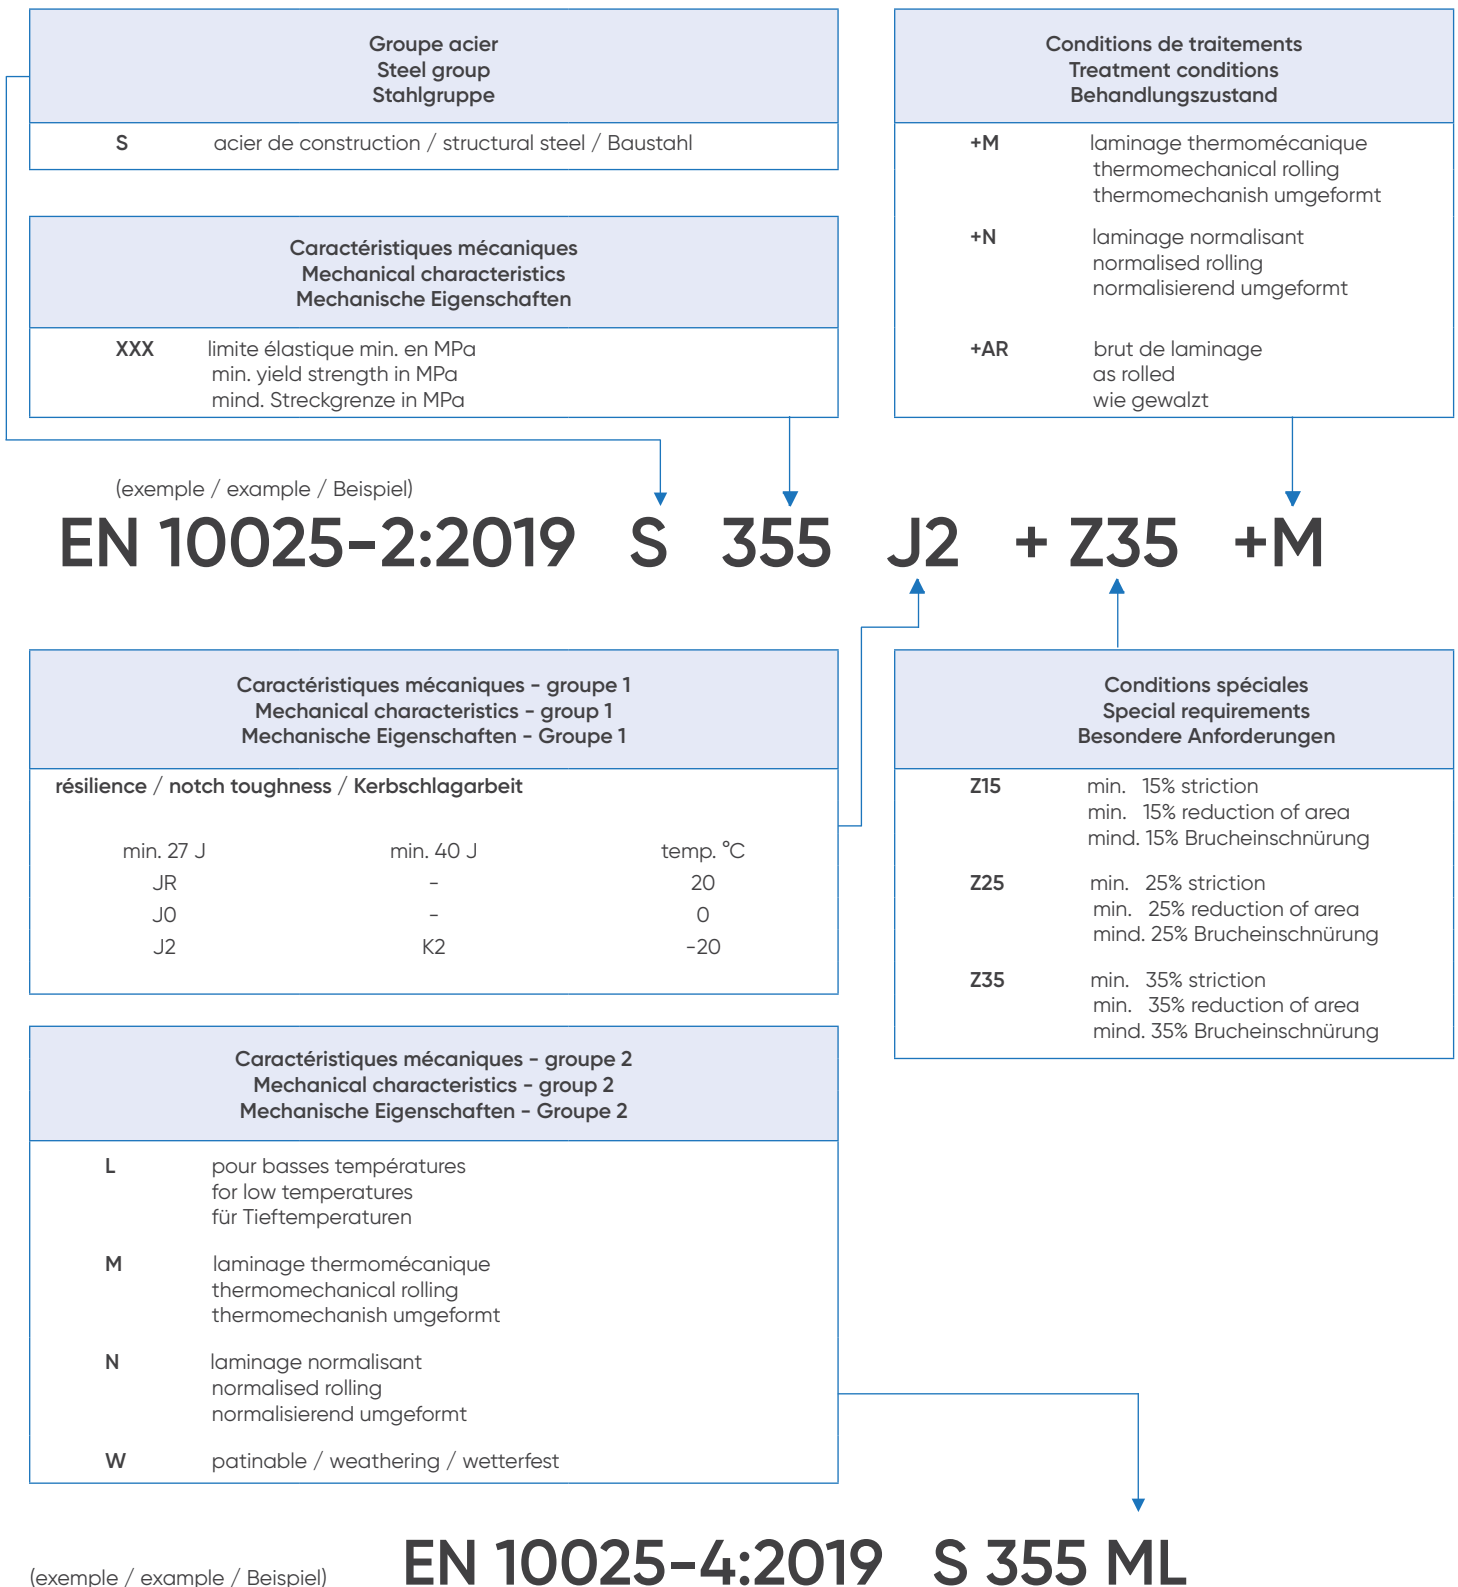 Groupe acier
Steel group
Stahlgruppe
S acier de construction / structural steel / Baustahl
Caractéristiques mécaniques
Mechanical characteristics
Mechanische Eigenschaften
XXX limite élastique min. en MPa
min. yield strength in MPa
mind. Streckgrenze in MPa
Conditions de traitements
Treatment conditions
Behandlungszustand
+M laminage thermomécanique
thermomechanical rolling
thermomechanish umgeformt
+N laminage normalisant
normalised rolling
normalisierend umgeformt
+AR brut de laminage
as rolled
wie gewalzt
(exemple / example / Beispiel)
EN 10025-2:2019 S 355 J2 + Z35 +M
Caractéristiques mécaniques - groupe 1
Mechanical characteristics - group 1
Mechanische Eigenschaften - Groupe 1
résilience / notch toughness / Kerbschlagarbeit
min. 27 J min. 40 J temp. °C
JR - 20
J0 - 0
J2 K2 -20
Conditions spéciales
Special requirements
Besondere Anforderungen
Z15 min. 15% striction
min. 15% reduction of area
mind. 15% Brucheinschnürung
Z25 min. 25% striction
min. 25% reduction of area
mind. 25% Brucheinschnürung
Z35 min. 35% striction
min. 35% reduction of area
mind. 35% Brucheinschnürung
Caractéristiques mécaniques - groupe 2
Mechanical characteristics - group 2
Mechanische Eigenschaften - Groupe 2
L pour basses températures
for low temperatures
für Tieftemperaturen
M laminage thermomécanique
thermomechanical rolling
thermomechanish umgeformt
N laminage normalisant
normalised rolling
normalisierend umgeformt
W patinable / weathering / wetterfest
(exemple / example / Beispiel) EN 10025-4:2019 S 355 ML